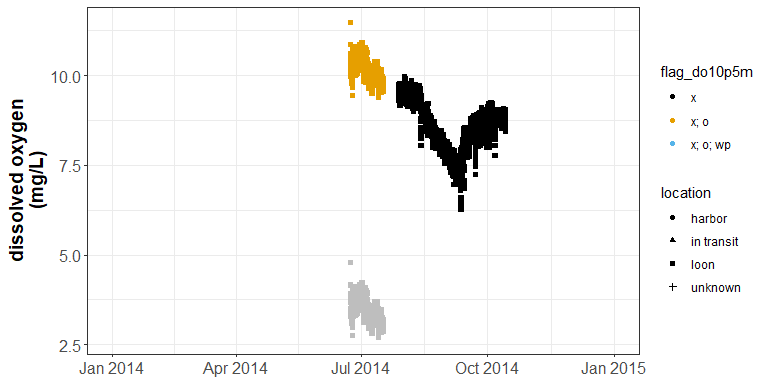 dissolved oxygen
(mg/L)
10.0
7.5
5.0
2.5
Jan 2014
Apr 2014
Jul 2014
Oct 2014
Jan 2015
flag_do10p5m
x
x; o
x; o; wp
location
harbor
in transit
loon
unknown